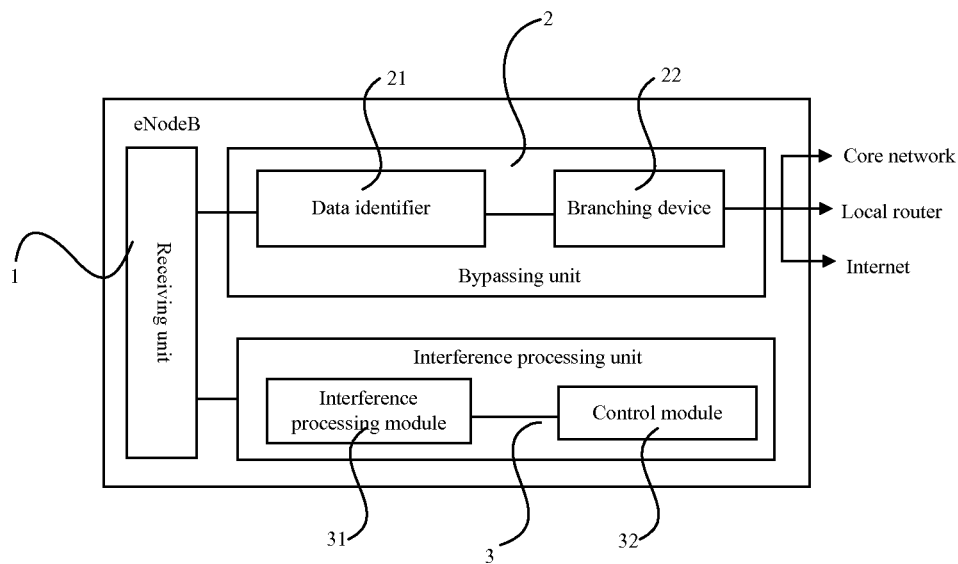 2
21
22
eNodeB
Core network
Data identifier
Branching device
Local router
Bypassing unit
Internet
1
Receiving unit
Interference processing unit
Interference
processing module
Control module
31
3
32